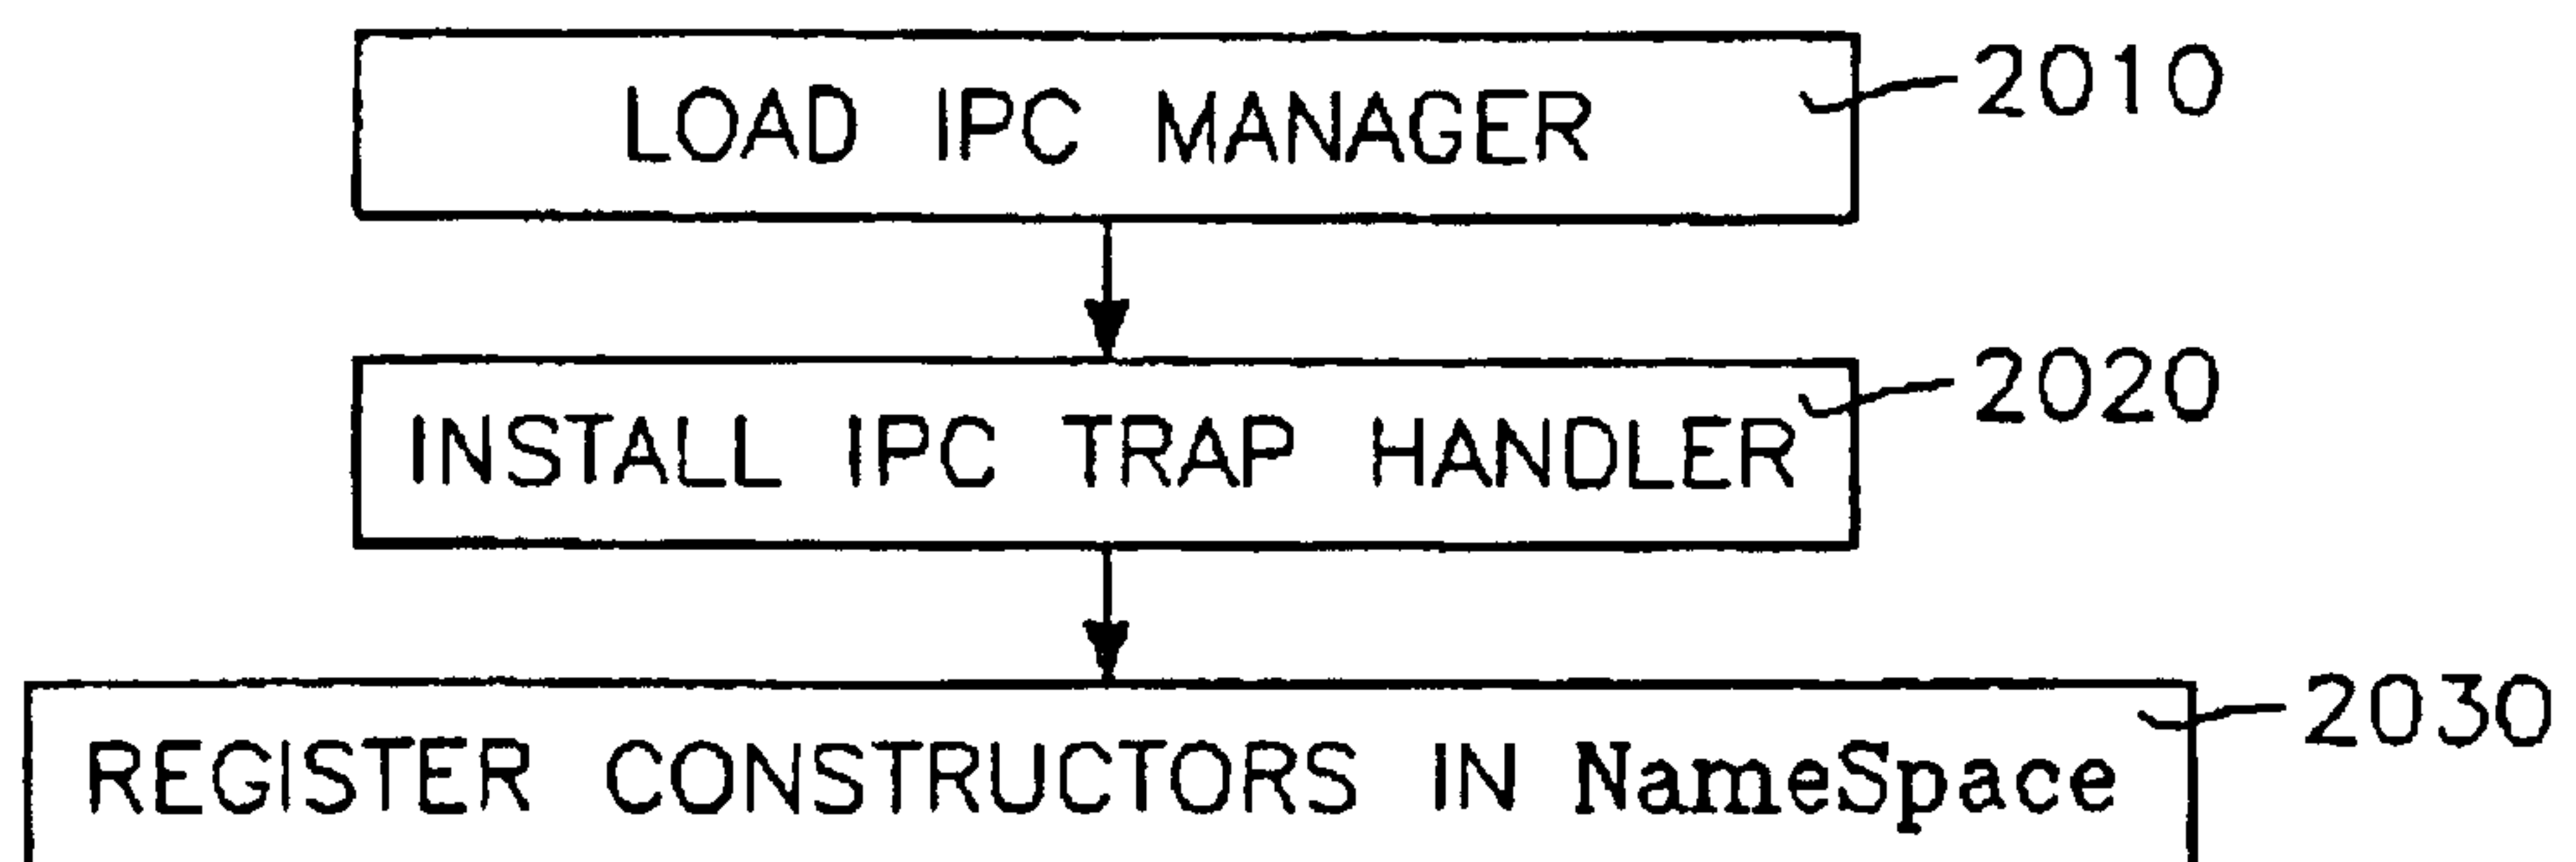 LOAD IPC MANAGER 2010
INSTALL IPC TRAP HANDLER 2020
REGISTER CONSTRUCTORS IN NameSpace 2030